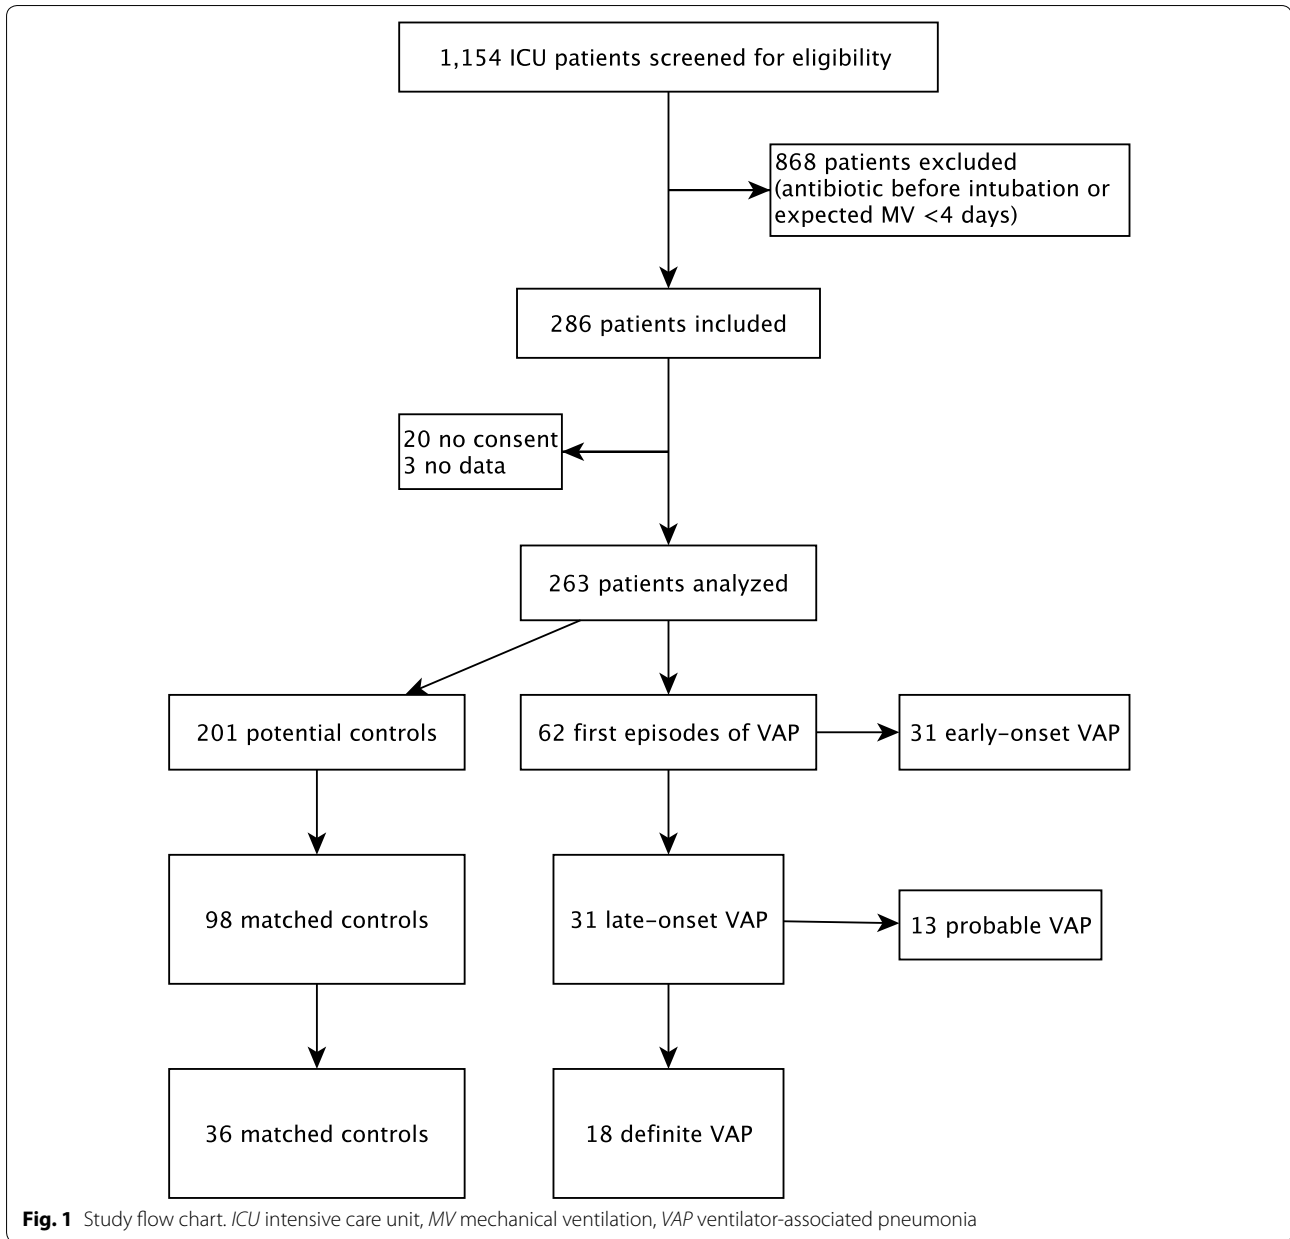 1,154 ICU patients screened for eligibility
868 patients excluded
(antibiotic before intubation or
expected MV <4 days)
286 patients included
20 no consent
3 no data
263 patients analyzed
201 potential controls
62 first episodes of VAP
31 early–onset VAP
98 matched controls
31 late–onset VAP
13 probable VAP
36 matched controls
18 definite VAP
Fig. 1 Study flow chart. ICU intensive care unit, MV mechanical ventilation, VAP ventilator-associated pneumonia